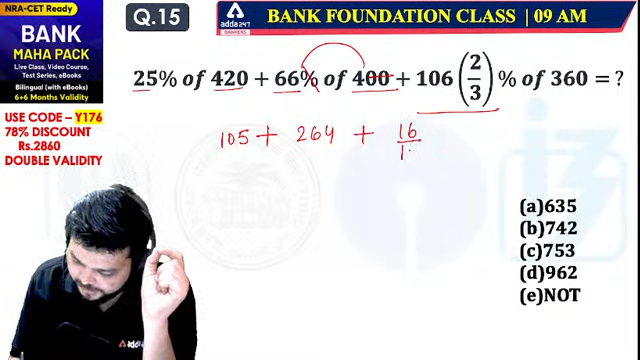 NRA-CET Ready
BANK
MAHA PACK
Live Class, Video Course,
Test Series, eBooks
Bilingual (with eBooks)
6+6 Months Validity
USE CODE – Y176
78% DISCOUNT
Rs.2860
DOUBLE VALIDITY
Q.15
adda247
BANKERS
BANK FOUNDATION CLASS | 09 AM
25% of 420 + 66% of 400 + 106 (2/3) % of 360 = ?
105 + 264 + 16/1
(a)635
(b)742
(c)753
(d)962
(e)NOT